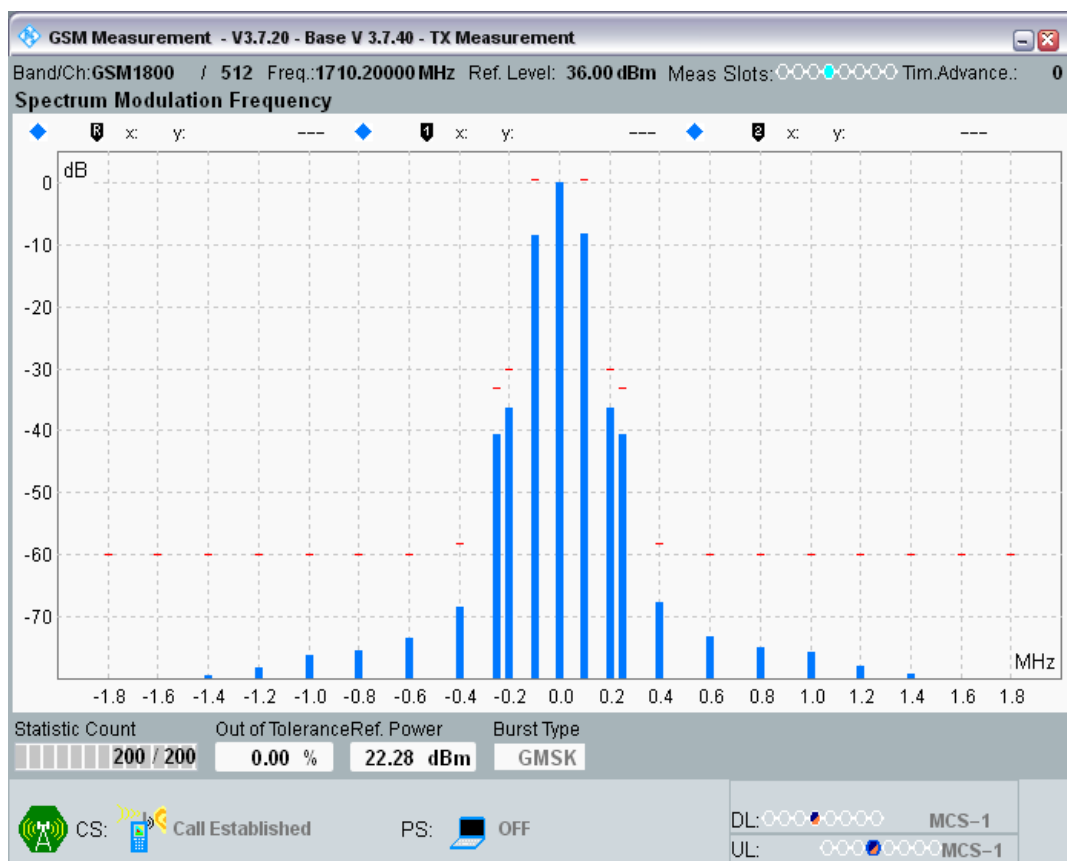 GSM Measurement - V3.7.20 - Base V 3.7.40 - TX Measurement
Band/Ch:GSM1800 / 512 Freq.:1710.20000 MHz Ref. Level: 36.00 dBm Meas Slots: Tim.Advance.: 0
Spectrum Modulation Frequency
R x: y: --- 1 x: y: --- 2 x: y: ---
dB
0
-10
-20
-30
-40
-50
-60
-70
MHz
-1.8 -1.6 -1.4 -1.2 -1.0 -0.8 -0.6 -0.4 -0.2 0.0 0.2 0.4 0.6 0.8 1.0 1.2 1.4 1.6 1.8
Statistic Count Out of Tolerance Ref. Power Burst Type
200 / 200 0.00 % 22.28 dBm GMSK
CS: Call Established PS: OFF
DL: MCS-1
UL: MCS-1